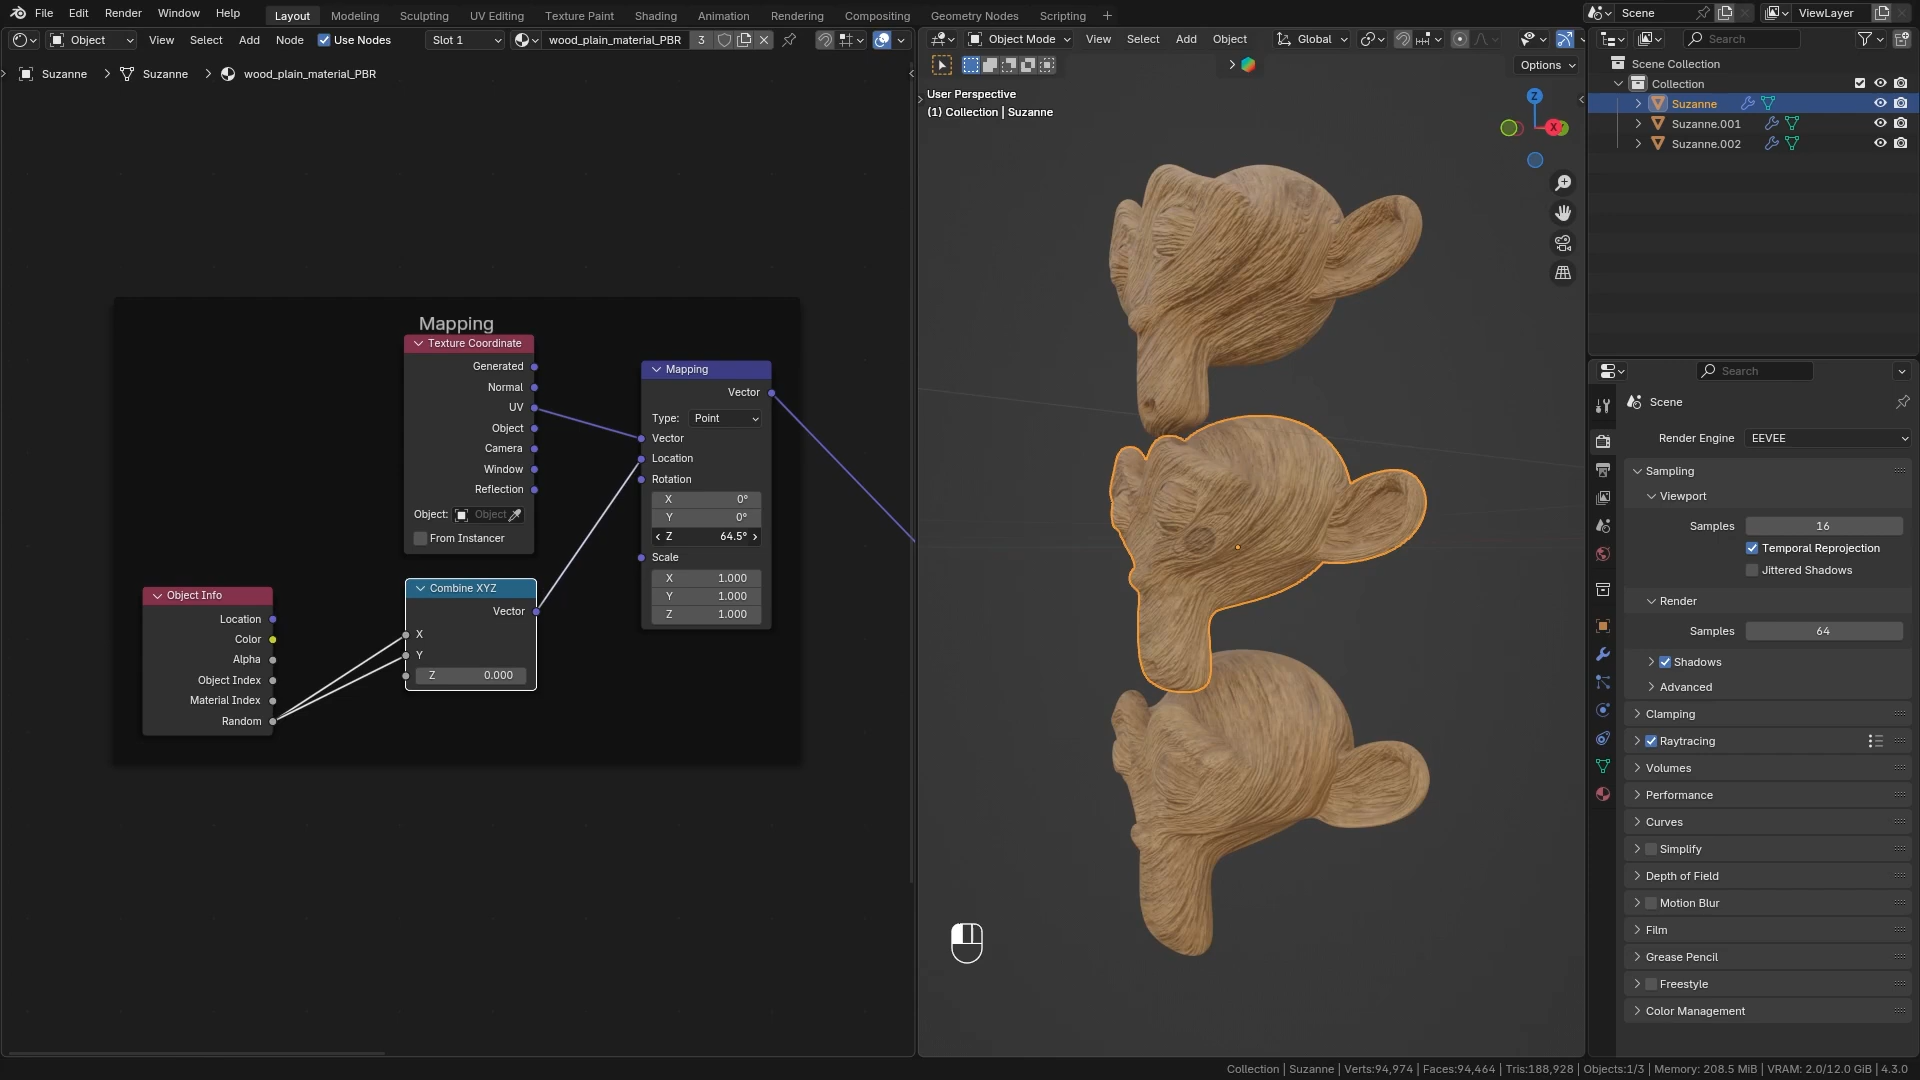 File Edit Render Window Help Layout Modeling Sculpting UV Editing Texture Paint Shading Animation Rendering Compositing Geometry Nodes Scripting + Scene ViewLayer
Object View Select Add Node Use Nodes Slot 1 wood_plain_material_PBR 3
Object Mode View Select Add Object Global
Search
Suzanne Suzanne wood_plain_material_PBR
Options
User Perspective
(1) Collection | Suzanne
Z
X
Scene Collection
Collection
Suzanne
Suzanne.001
Suzanne.002
Mapping
Texture Coordinate
Generated
Normal
UV
Object
Camera
Window
Reflection
Object: Object
From Instancer
Mapping
Vector
Type: Point
Vector
Location
Rotation
X 0°
Y 0°
Z 64.5°
Scale
X 1.000
Y 1.000
Z 1.000
Object Info
Location
Color
Alpha
Object Index
Material Index
Random
Combine XYZ
Vector
X
Y
Z 0.000
Search
Scene
Render Engine EEVEE
Sampling
Viewport
Samples 16
Temporal Reprojection
Jittered Shadows
Render
Samples 64
Shadows
Advanced
Clamping
Raytracing
Volumes
Performance
Curves
Simplify
Depth of Field
Motion Blur
Film
Grease Pencil
Freestyle
Color Management
Collection | Suzanne | Verts:94,974 | Faces:94,464 | Tris:188,928 | Objects:1/3 | Memory: 208.5 MiB | VRAM: 2.0/12.0 GiB | 4.3.0